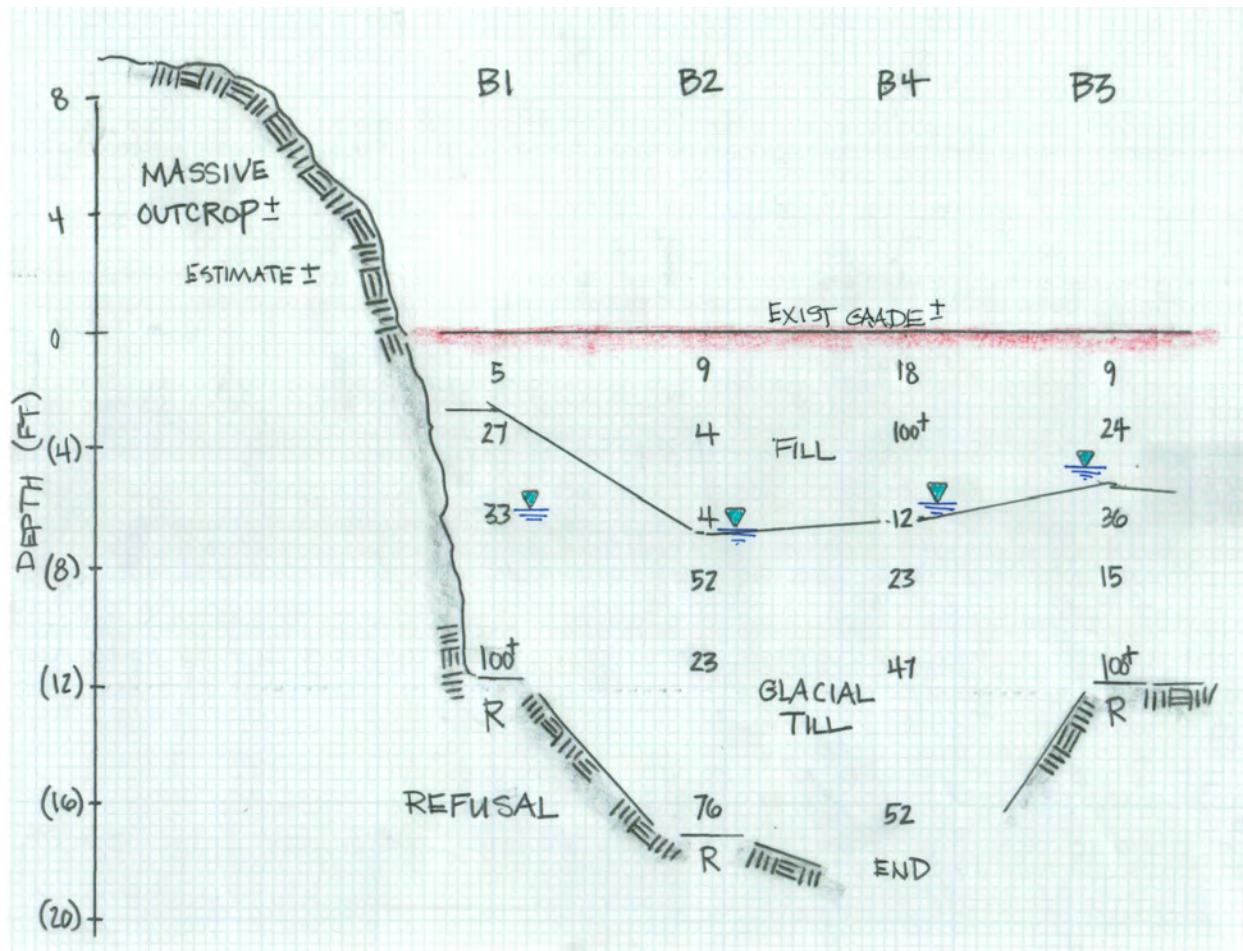 B1 B2 B4 B3
8
MASSIVE
OUTCROP ±
4
ESTIMATE ±
EXIST GAADE ±
0
5 9 18 9
27 4 100+ 24
(4)
FILL
DEPTH (FT)
33 4 12 36
(8)
52 23 15
100+ 23 47 100+
(12)
GLACIAL
TILL
R R
(16)
REFUSAL 76 52
R END
(20)